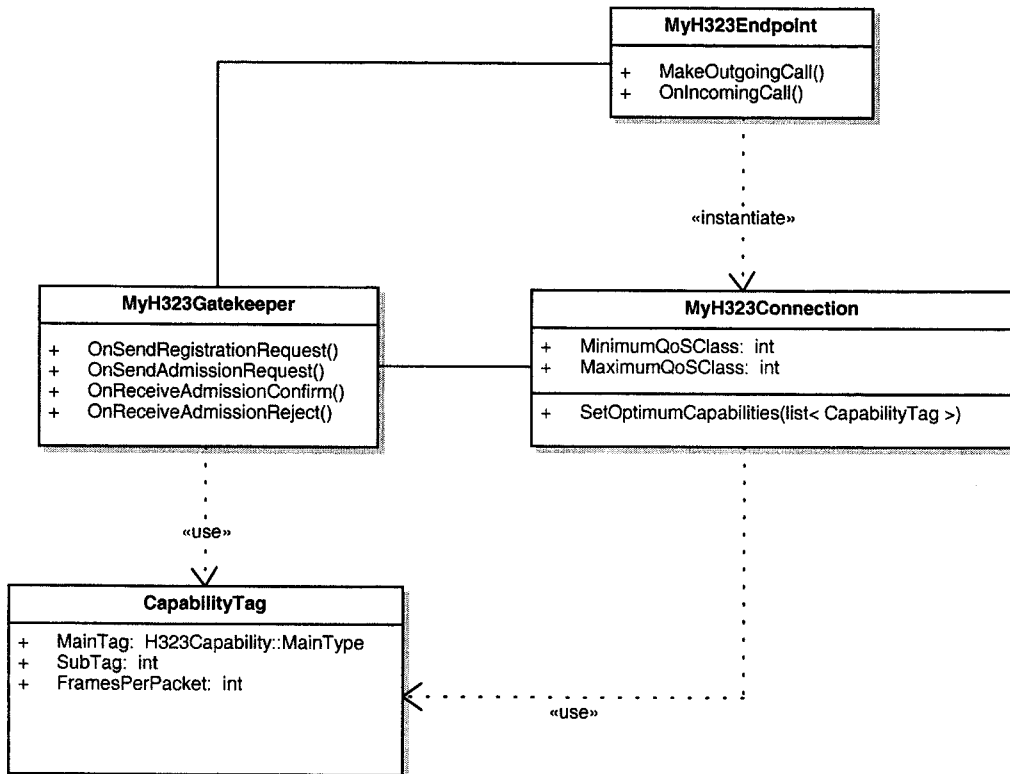 MyH323Endpoint
+ MakeOutgoingCall()
+ OnIncomingCall()
«instantiate»
MyH323Gatekeeper
+ OnSendRegistrationRequest()
+ OnSendAdmissionRequest()
+ OnReceiveAdmissionConfirm()
+ OnReceiveAdmissionReject()
MyH323Connection
+ MinimumQoSClass: int
+ MaximumQoSClass: int
+ SetOptimumCapabilities(list< CapabilityTag >)
«use»
CapabilityTag
+ MainTag: H323Capability::MainType
+ SubTag: int
+ FramesPerPacket: int
«use»